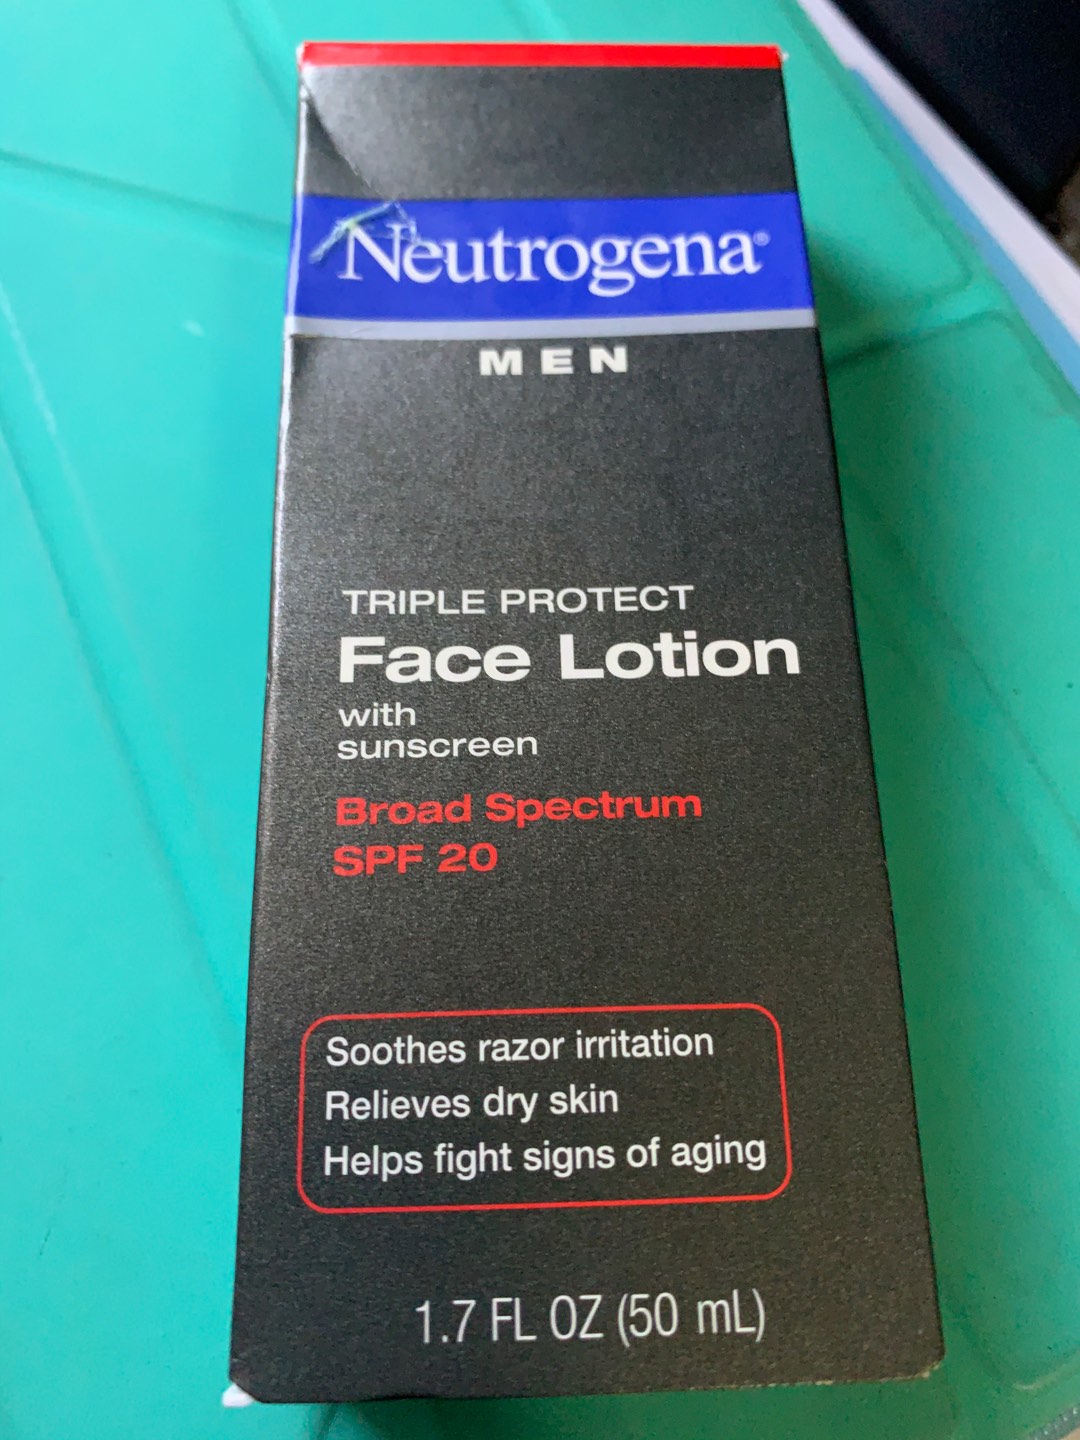 Neutrogena®
MEN
TRIPLE PROTECT
Face Lotion
with
sunscreen
Broad Spectrum
SPF 20
Soothes razor irritation
Relieves dry skin
Helps fight signs of aging
1.7 FL OZ (50 mL)